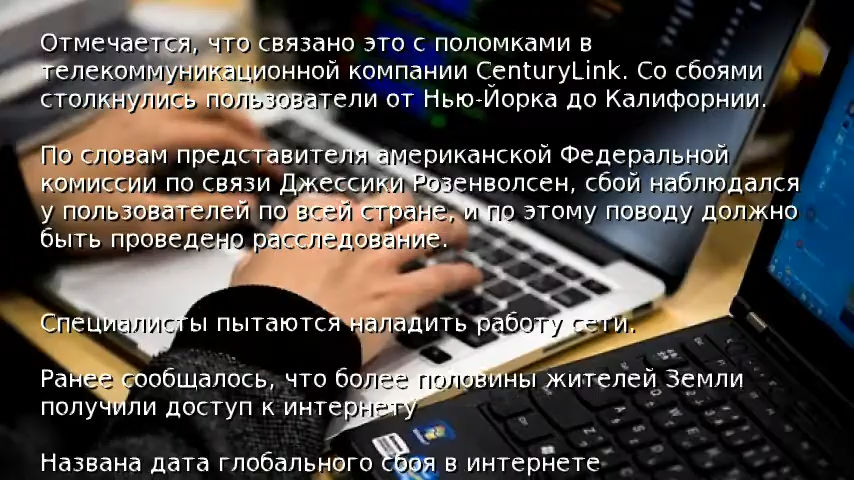 Отмечается, что связано это с поломками в
телекоммуникационной компании CenturyLink. Со сбоями
столкнулись пользователи от Нью-Йорка до Калифорнии.
По словам представителя американской Федеральной
комиссии по связи Джессики Розенволсен, сбой наблюдался
у пользователей по всей стране, и по этому поводу должно
быть проведено расследование.
Специалисты пытаются наладить работу сети.
Ранее сообщалось, что более половины жителей Земли
получили доступ к интернету
Названа дата глобального сбоя в интернете